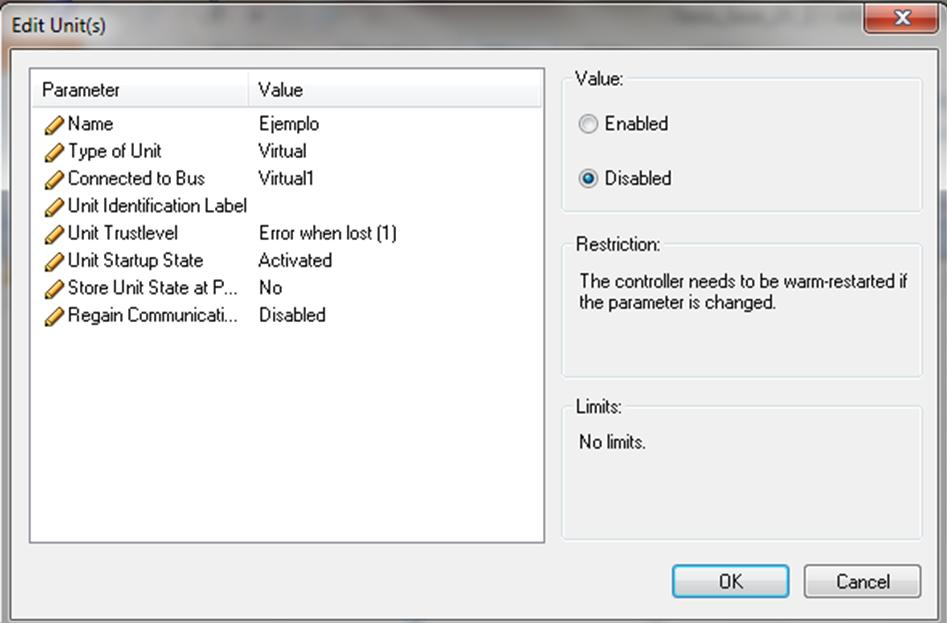 Edit Unit(s)
Parameter Value
Name Ejemplo
Type of Unit Virtual
Connected to Bus Virtual1
Unit Identification Label
Unit Trustlevel Error when lost (1)
Unit Startup State Activated
Store Unit State at P... No
Regain Communicati... Disabled
Value:
Enabled
Disabled
Restriction:
The controller needs to be warm-restarted if
the parameter is changed.
Limits:
No limits.
OK Cancel